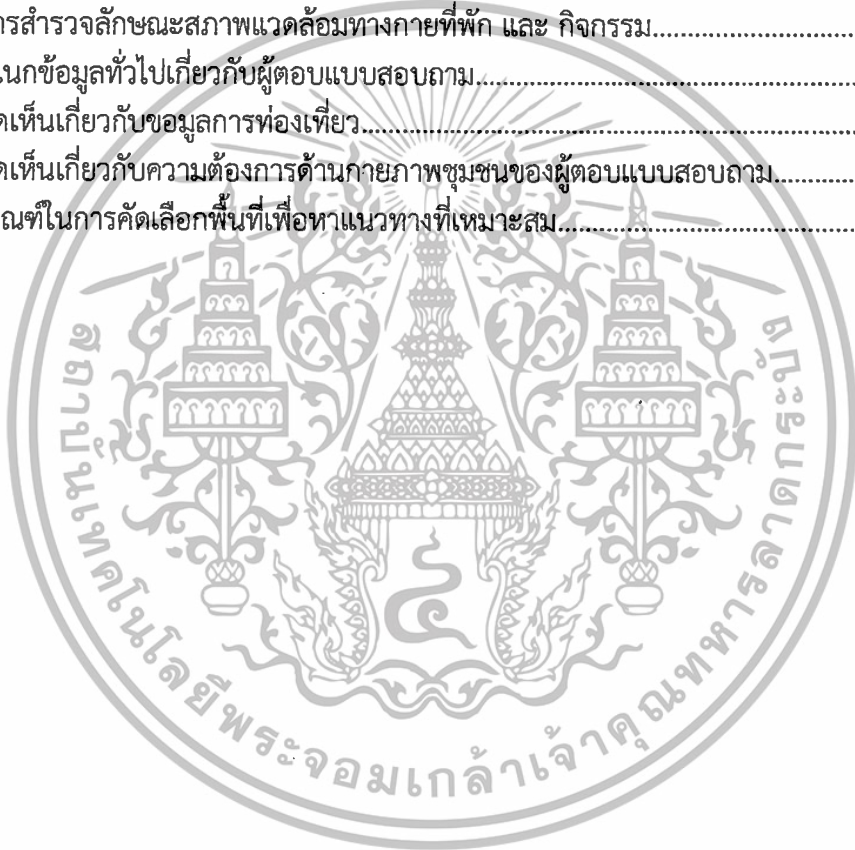 ารสำรวจลักษณะสภาพแวดล้อมทางกายที่พัก และ กิจกรรม
แนกข้อมูลทั่วไปเกี่ยวกับผู้ตอบแบบสอบถาม
ดเห็นเกี่ยวกับขอมูลการท่องเที่ยว
ดเห็นเกี่ยวกับความต้องการด้านกายภาพชุมชนของผู้ตอบแบบสอบถาม
ณฑ์ในการคัดเลือกพื้นที่เพื่อหาแนวทางที่เหมาะสม
สถาบันเทคโนโลยีพระจอมเกล้าเจ้าคุณทหารลาดกระบัง
๔